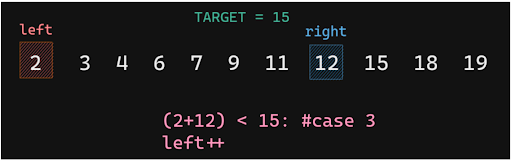 TARGET = 15
left
right
2 3 4 6 7 9 11 12 15 18 19
(2+12) < 15: #case 3
left++